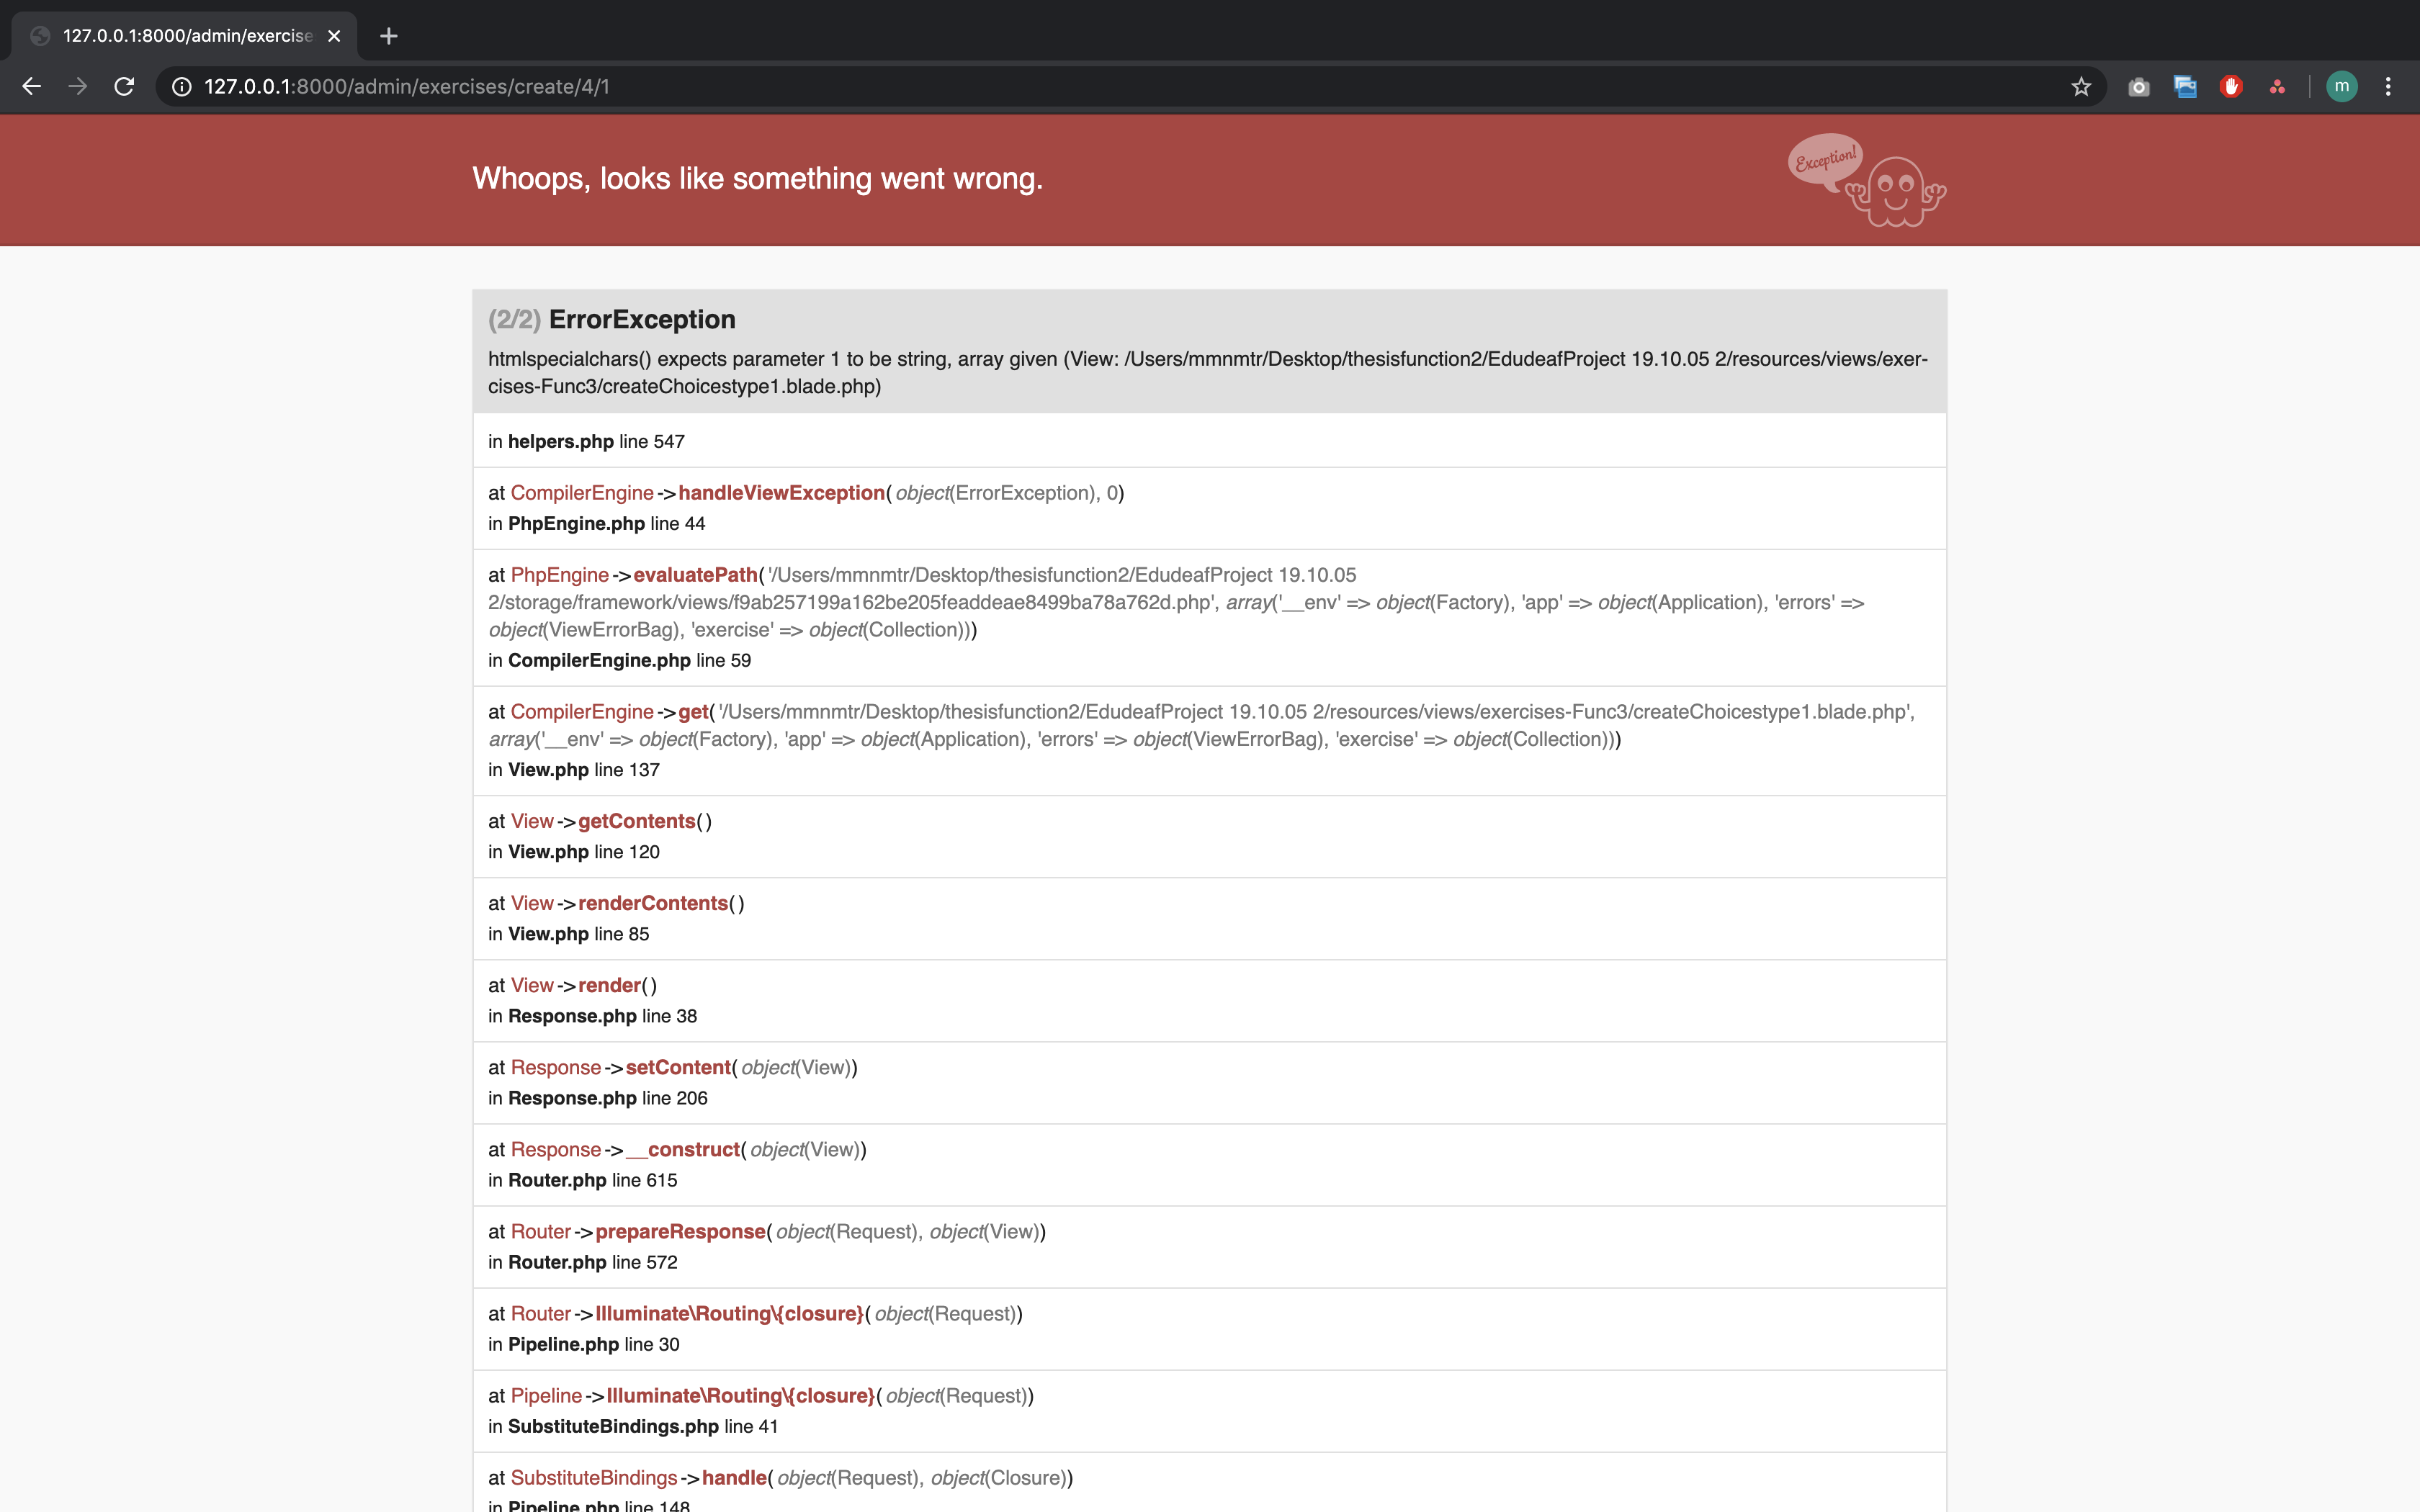 127.0.0.1:8000/admin/exercise
127.0.0.1:8000/admin/exercises/create/4/1
m
Whoops, looks like something went wrong.
Exception!
(2/2) ErrorException
htmlspecialchars() expects parameter 1 to be string, array given (View: /Users/mmnmtr/Desktop/thesisfunction2/EdudeafProject 19.10.05 2/resources/views/exer-
cises-Func3/createChoicestype1.blade.php)
in helpers.php line 547
at CompilerEngine->handleViewException(object(ErrorException), 0)
in PhpEngine.php line 44
at PhpEngine->evaluatePath('/Users/mmnmtr/Desktop/thesisfunction2/EdudeafProject 19.10.05
2/storage/framework/views/f9ab257199a162be205feaddeae8499ba78a762d.php', array('__env' => object(Factory), 'app' => object(Application), 'errors' =>
object(ViewErrorBag), 'exercise' => object(Collection)))
in CompilerEngine.php line 59
at CompilerEngine->get('/Users/mmnmtr/Desktop/thesisfunction2/EdudeafProject 19.10.05 2/resources/views/exercises-Func3/createChoicestype1.blade.php',
array('__env' => object(Factory), 'app' => object(Application), 'errors' => object(ViewErrorBag), 'exercise' => object(Collection)))
in View.php line 137
at View->getContents()
in View.php line 120
at View->renderContents()
in View.php line 85
at View->render()
in Response.php line 38
at Response->setContent(object(View))
in Response.php line 206
at Response->__construct(object(View))
in Router.php line 615
at Router->prepareResponse(object(Request), object(View))
in Router.php line 572
at Router->Illuminate\Routing\{closure}(object(Request))
in Pipeline.php line 30
at Pipeline->Illuminate\Routing\{closure}(object(Request))
in SubstituteBindings.php line 41
at SubstituteBindings->handle(object(Request), object(Closure))
in Pipeline.php line 148